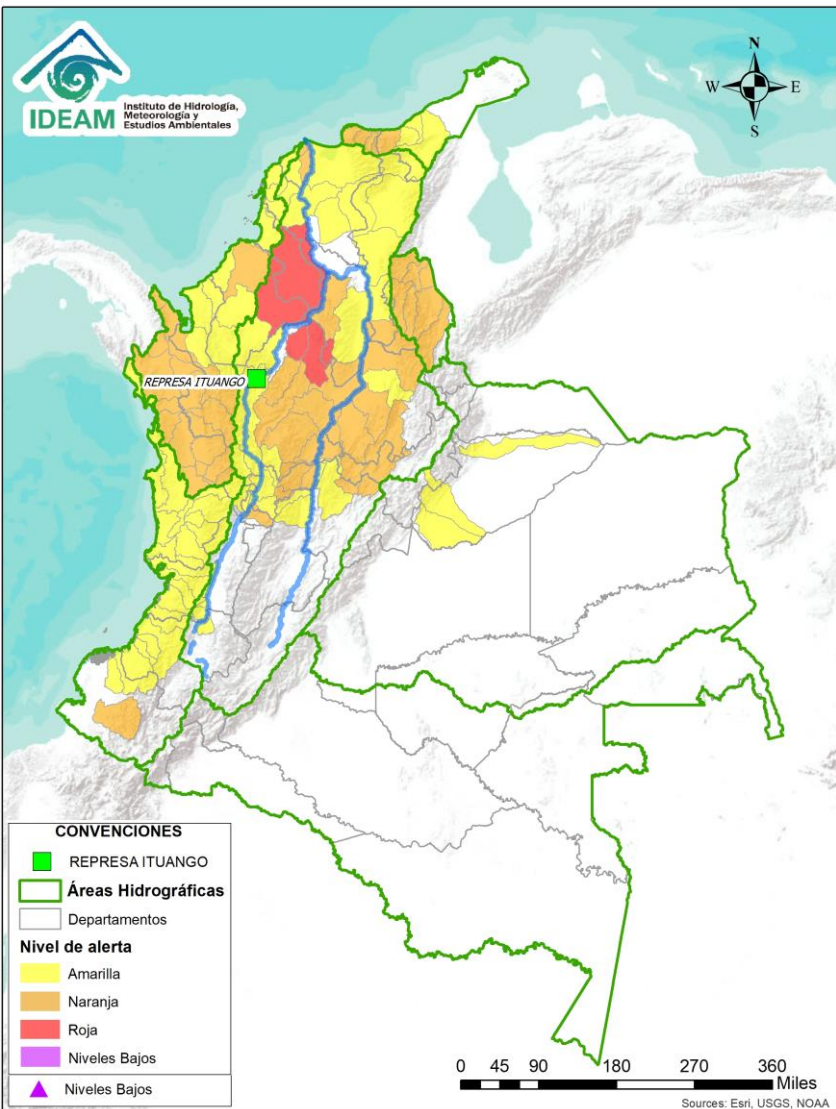 IDEAM
Instituto de Hidrología,
Meteorología y
Estudios Ambientales
N
W
E
S
REPRESA ITUANGO
CONVENCIONES
REPRESA ITUANGO
Áreas Hidrográficas
Departamentos
Nivel de alerta
Amarilla
Naranja
Roja
Niveles Bajos
Niveles Bajos
0 45 90 180 270 360
Miles
Sources: Esri, USGS, NOAA